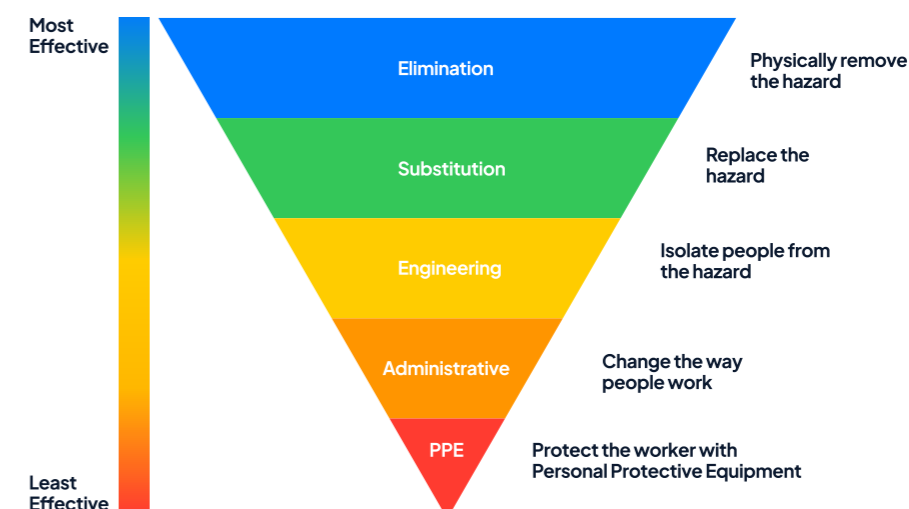 Most
Effective
Elimination
Physically remove
the hazard
Substitution
Replace the
hazard
Engineering
Isolate people from
the hazard
Administrative
Change the way
people work
PPE
Protect the worker with
Personal Protective Equipment
Least
Effective